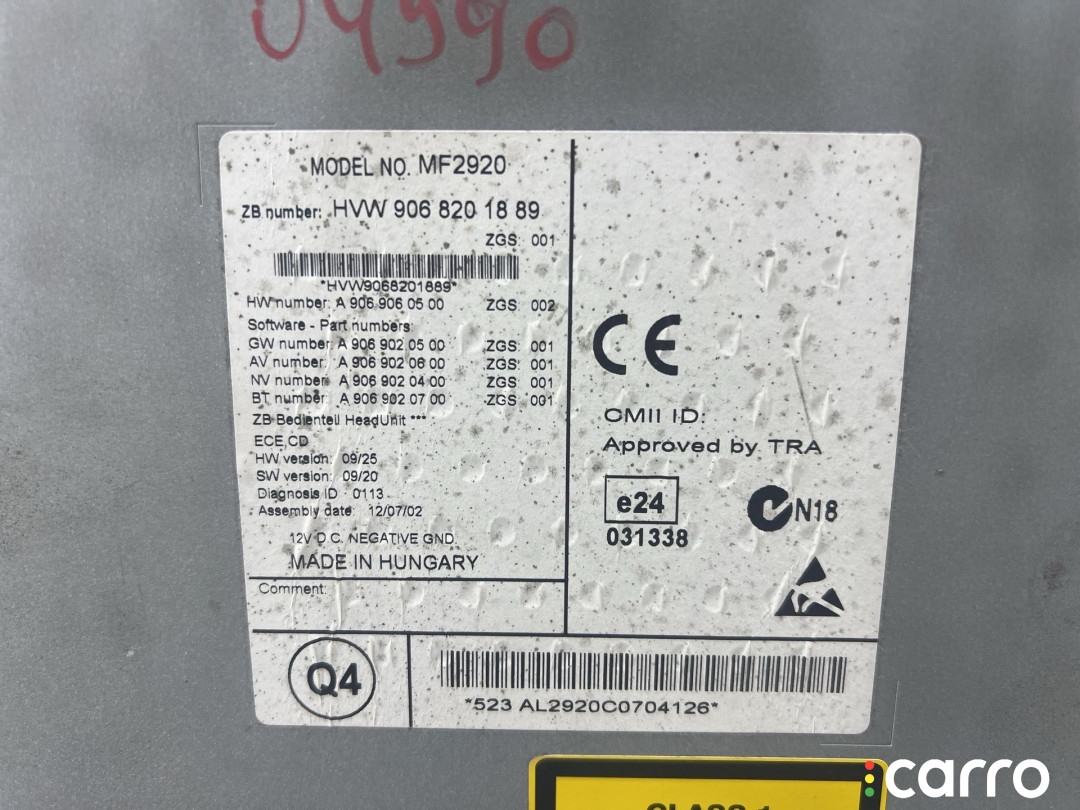 04590
MODEL NO. MF2920
ZB number: HVW 906 820 18 89
ZGS 001
*HVW9068201889*
HW number: A 906 906 05 00 ZGS 002
Software - Part numbers:
GW number: A 906 902 05 00 ZGS 001
AV number: A 906 902 06 00 ZGS 001
NV number: A 906 902 04 00 ZGS 001
BT number: A 906 902 07 00 ZGS 001
ZB Bedienteil HeadUnit ***
ECE,CD
HW version: 09/25
SW version: 09/20
Diagnosis ID 0113
Assembly date 12/07/02
12V D.C. NEGATIVE GND.
MADE IN HUNGARY
Comment:
CE
CMII ID:
Approved by TRA
e24
031338
N18
Q4
*523 AL2920C0704126*
CLASS 1
carro